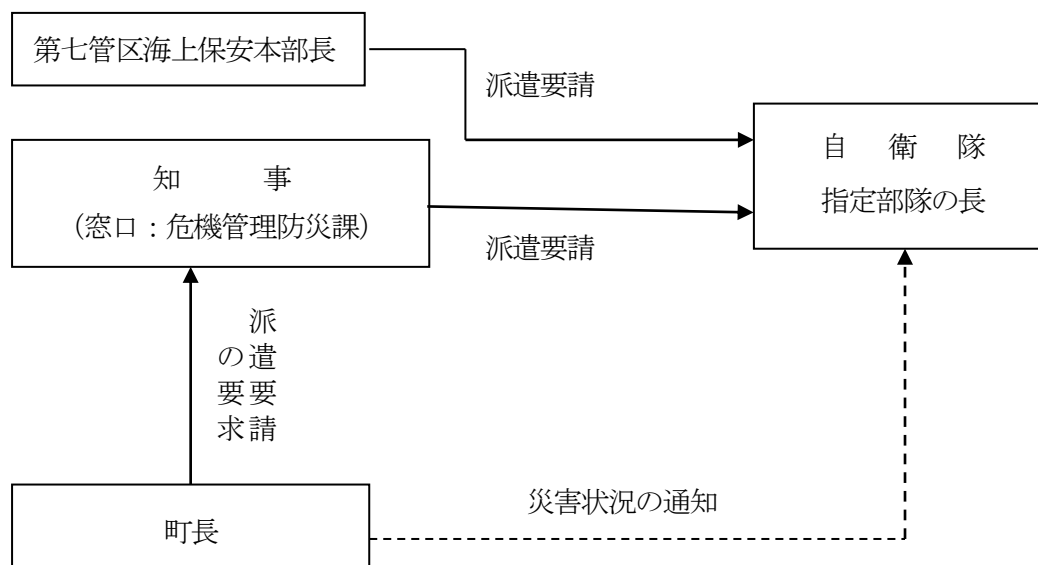 第七管区海上保安本部長
派遣要請
自　衛　隊
指定部隊の長
知　　　事
（窓口：危機管理防災課）
派遣要請
派遣要請
の要求
災害状況の通知
町長